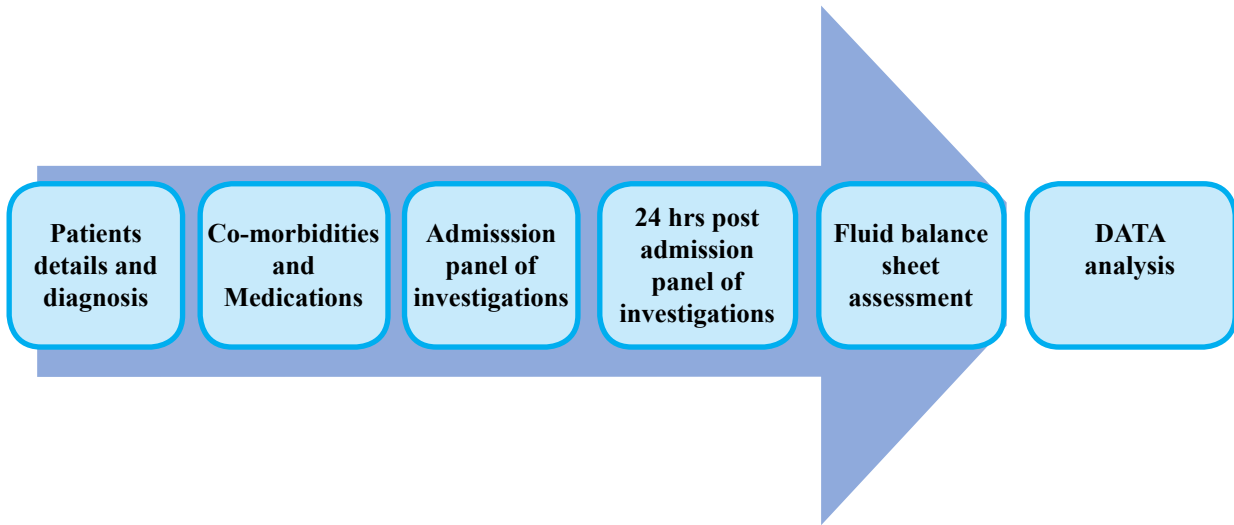 Patients
details and
diagnosis
Co-morbidities
and
Medications
Admisssion
panel of
investigations
24 hrs post
admission
panel of
investigations
Fluid balance
sheet
assessment
DATA
analysis